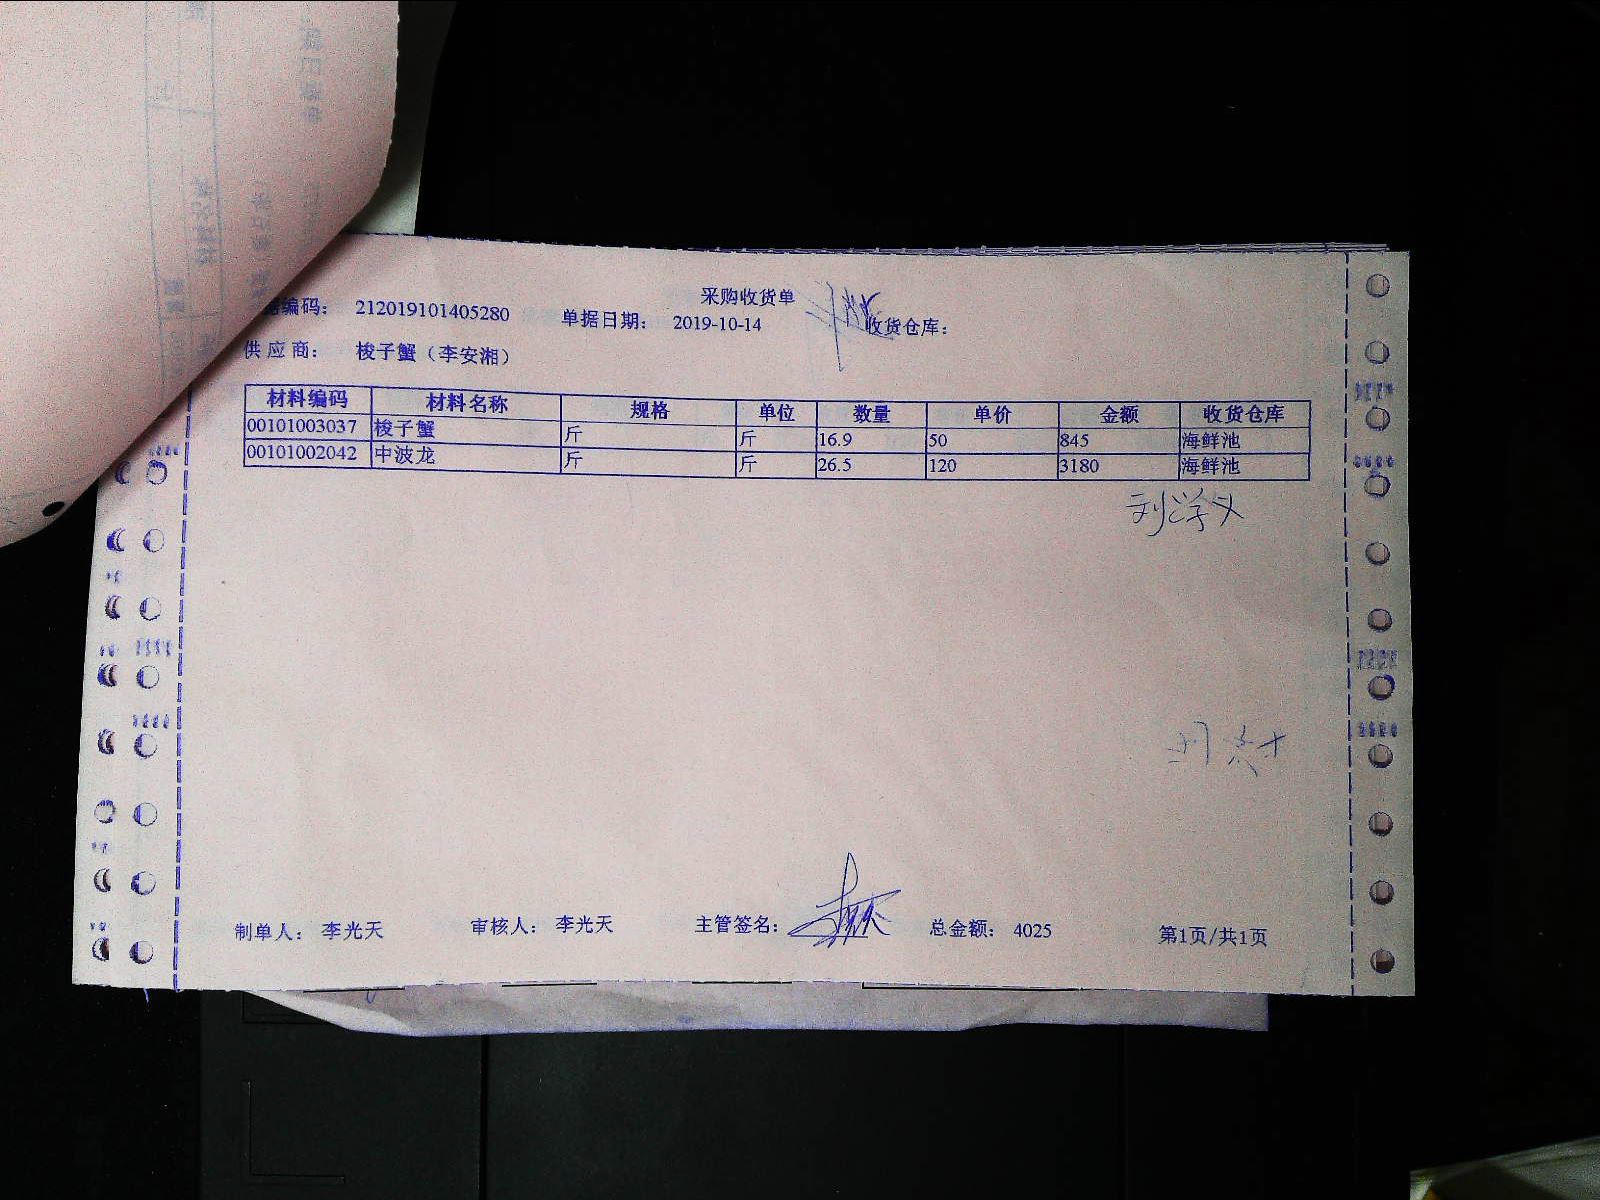 采购收货单
编码： 212019101405280 单据日期： 2019-10-14 收货仓库：
供应商： 梭子蟹（李安湘）
材料编码 材料名称 规格 单位 数量 单价 金额 收货仓库
00101003037 梭子蟹 斤 斤 16.9 50 845 海鲜池
00101002042 中波龙 斤 斤 26.5 120 3180 海鲜池
刘学义
制单人： 李光天 审核人： 李光天 主管签名： 总金额： 4025 第1页/共1页